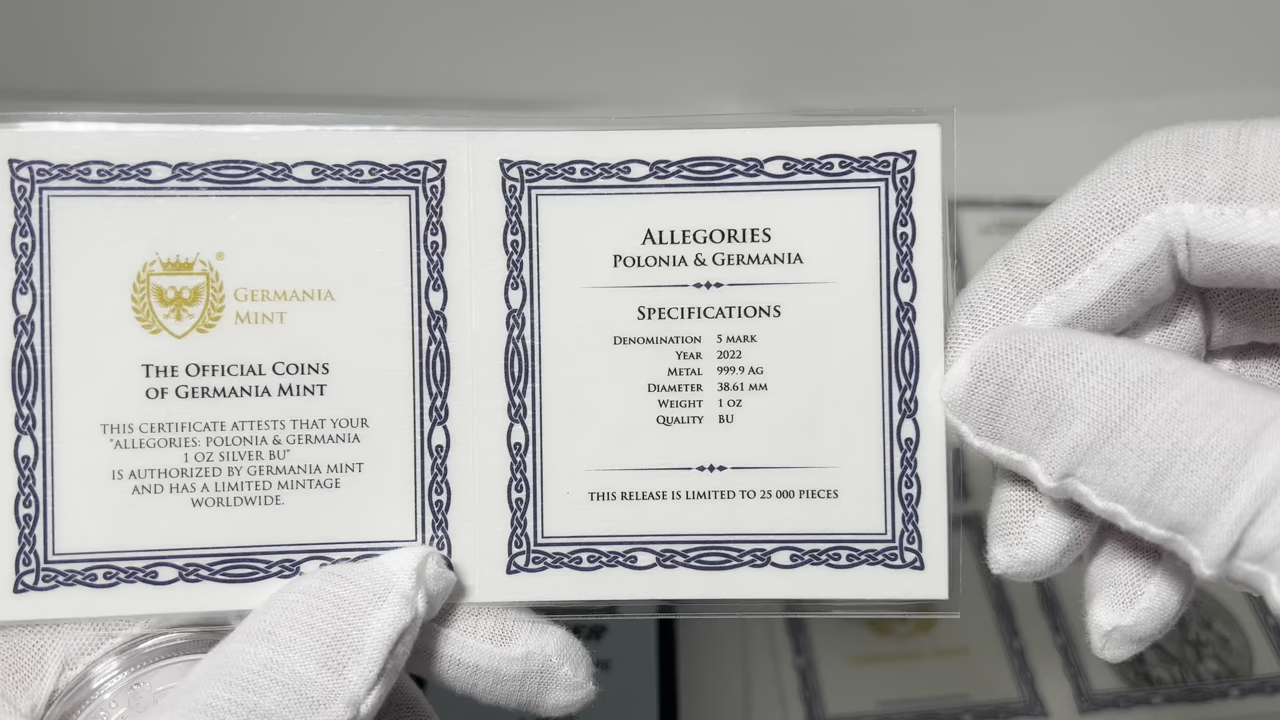 ®
GERMANIA
MINT
THE OFFICIAL COINS
OF GERMANIA MINT
THIS CERTIFICATE ATTESTS THAT YOUR
"ALLEGORIES: POLONIA & GERMANIA
1 OZ SILVER BU"
IS AUTHORIZED BY GERMANIA MINT
AND HAS A LIMITED MINTAGE
WORLDWIDE.
ALLEGORIES
POLONIA & GERMANIA
SPECIFICATIONS
DENOMINATION 5 MARK
YEAR 2022
METAL 999.9 AG
DIAMETER 38.61 MM
WEIGHT 1 OZ
QUALITY BU
THIS RELEASE IS LIMITED TO 25 000 PIECES